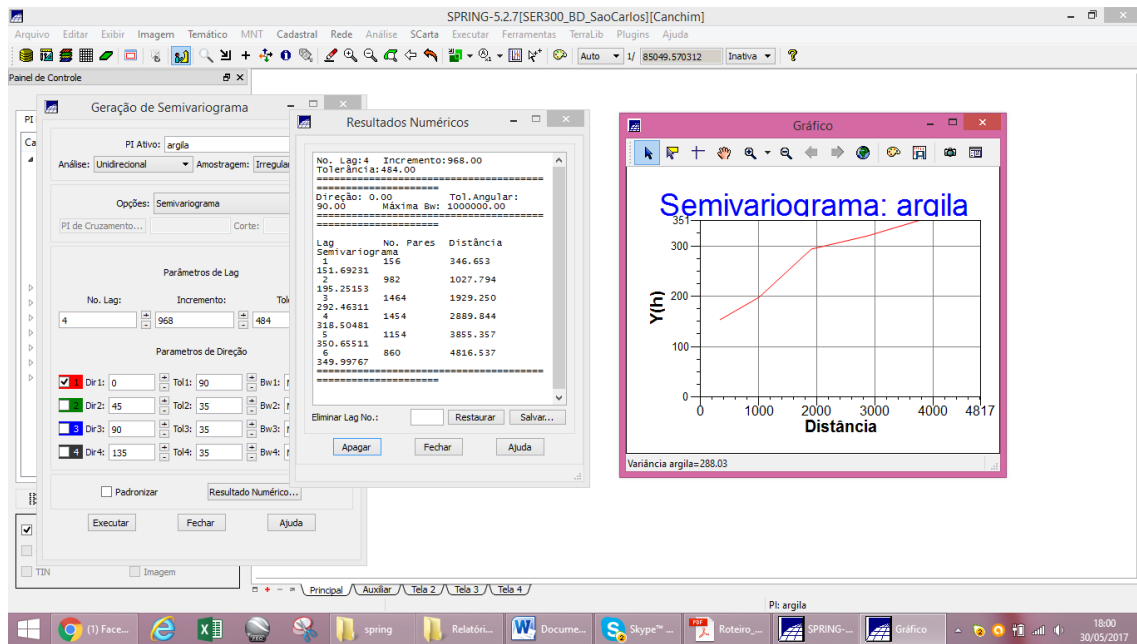 SPRING-5.2.7[SER300_BD_SaoCarlos][Canchim]
Arquivo Editar Exibir Imagem Temático MNT Cadastral Rede Análise SCarta Executar Ferramentas TerraLib Plugins Ajuda
Auto 1/ 85049.570312 Inativa
Painel de Controle
Geração de Semivariograma
PI Ativo: argila
Análise: Unidirecional Amostragem: Irregular
Opções: Semivariograma
PI de Cruzamento... Corte:
Parâmetros de Lag
No. Lag: Incremento:
4 968 484
Parametros de Direção
1 Dir1: 0 Tol1: 90 Bw1:
2 Dir2: 45 Tol2: 35 Bw2:
3 Dir3: 90 Tol3: 35 Bw3:
4 Dir4: 135 Tol4: 35 Bw4:
Padronizar Resultado Numérico...
Executar Fechar Ajuda
TIN Imagem
Resultados Numéricos
No. Lag:4 Incremento:968.00
Tolerância:484.00
=======================================
=====================
Direção: 0.00 Tol.Angular:
90.00 Máxima Bw: 1000000.00
=======================================
=====================
Lag No. Pares Distância
Semivariograma
1 156 346.653
151.69231
2 982 1027.794
195.25153
3 1464 1929.250
292.46311
4 1454 2889.844
318.50481
5 1154 3855.357
350.65511
6 860 4816.537
349.99767
=======================================
=====================
Eliminar Lag No.: Restaurar Salvar...
Apagar Fechar Ajuda
Gráfico
Semivariograma: argila
351
300
200
100
0
Y(h)
0 1000 2000 3000 4000 4817
Distância
Variância argila=288.03
Principal Auxiliar Tela 2 Tela 3 Tela 4
PI: argila
(1) Face... spring Relatóri... Docume... Skype™ ... Roteiro_... SPRING-... Gráfico
18:00
30/05/2017